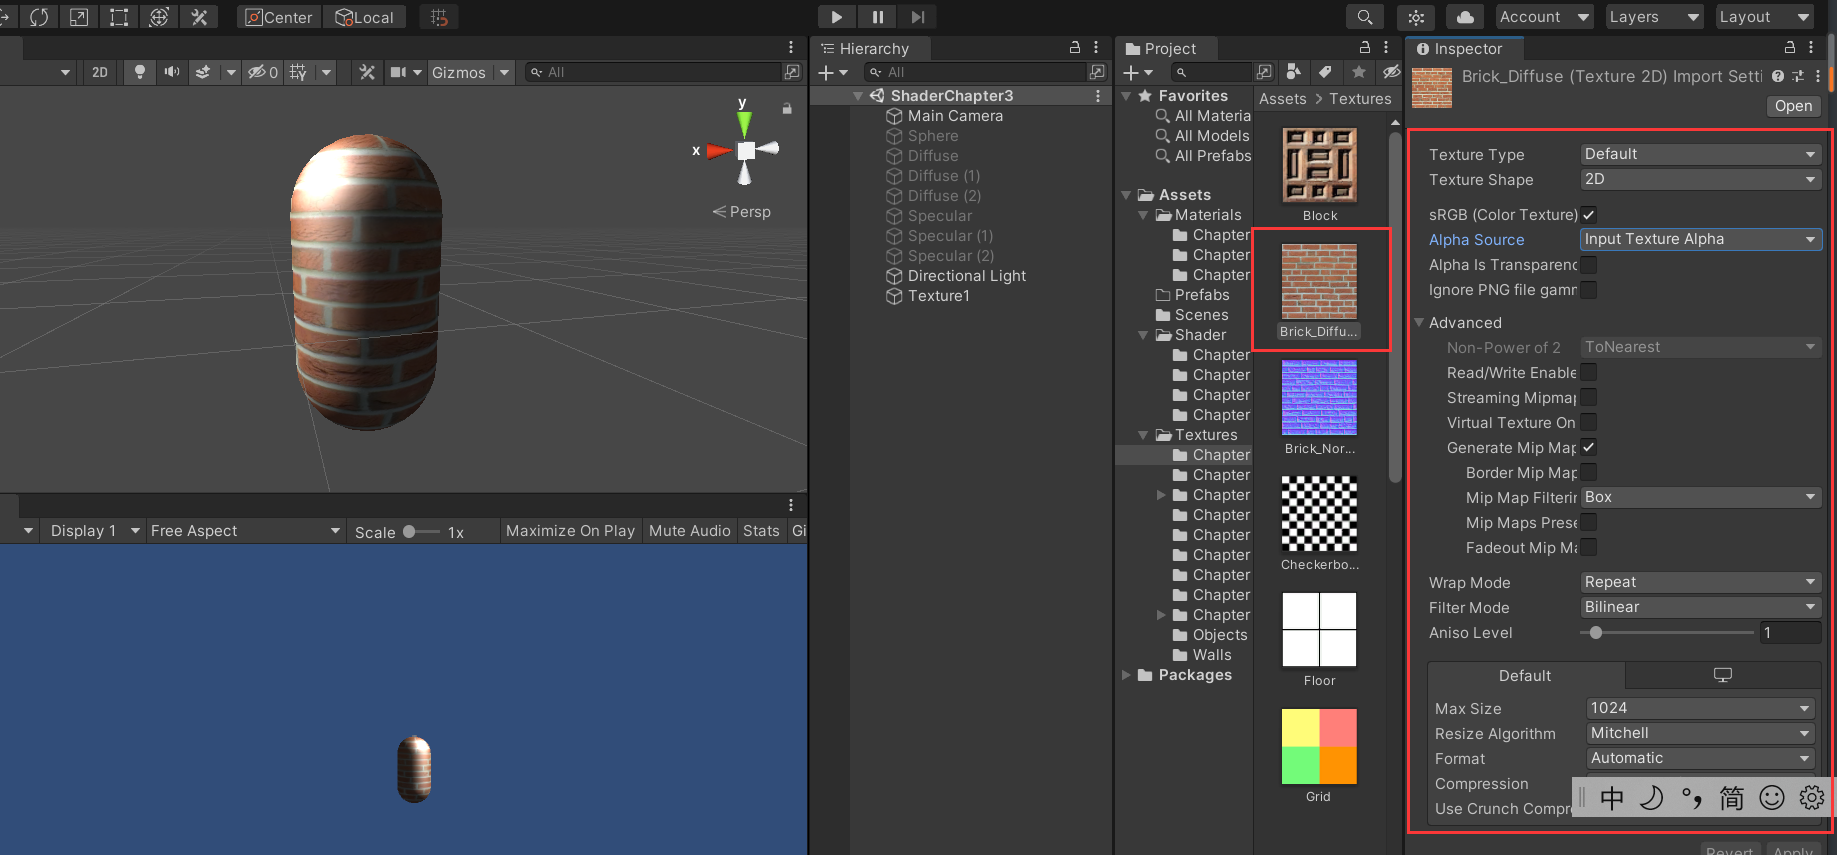 Center
Local
Account
Layers
Layout
2D
0
Gizmos
All
y
x
Persp
Display 1
Free Aspect
Scale
1x
Maximize On Play
Mute Audio
Stats
Gi
Hierarchy
All
ShaderChapter3
Main Camera
Sphere
Diffuse
Diffuse (1)
Diffuse (2)
Specular
Specular (1)
Specular (2)
Directional Light
Texture1
Project
Favorites
All Materia
All Models
All Prefabs
Assets
Materials
Chapter
Chapter
Chapter
Prefabs
Scenes
Shader
Chapter
Chapter
Chapter
Chapter
Textures
Chapter
Chapter
Chapter
Chapter
Chapter
Chapter
Chapter
Chapter
Chapter
Objects
Walls
Packages
Assets > Textures
Block
Brick_Diffu...
Brick_Nor...
Checkerbo...
Floor
Grid
Inspector
Brick_Diffuse (Texture 2D) Import Setti
Open
Texture Type Default
Texture Shape 2D
sRGB (Color Texture)
Alpha Source Input Texture Alpha
Alpha Is Transparenc
Ignore PNG file gamm
Advanced
Non-Power of 2 ToNearest
Read/Write Enable
Streaming Mipmap
Virtual Texture On
Generate Mip Map
Border Mip Map
Mip Map Filterin Box
Mip Maps Prese
Fadeout Mip Ma
Wrap Mode Repeat
Filter Mode Bilinear
Aniso Level 1
Default
Max Size 1024
Resize Algorithm Mitchell
Format Automatic
Compression
Use Crunch Compre
中 简
Revert Apply